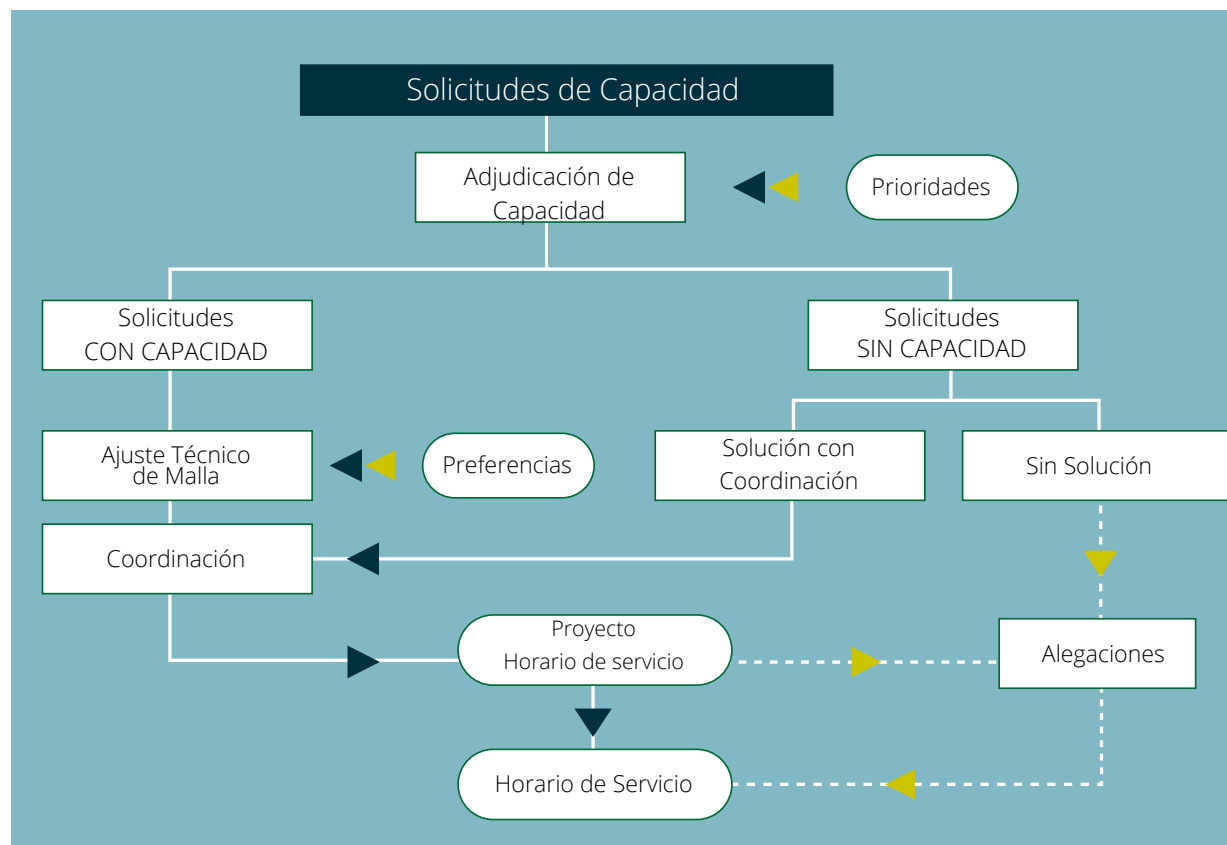 Solicitudes de Capacidad
Adjudicación de
Capacidad
Prioridades
Solicitudes
CON CAPACIDAD
Solicitudes
SIN CAPACIDAD
Ajuste Técnico
de Malla
Preferencias
Solución con
Coordinación
Sin Solución
Coordinación
Proyecto
Horario de servicio
Alegaciones
Horario de Servicio